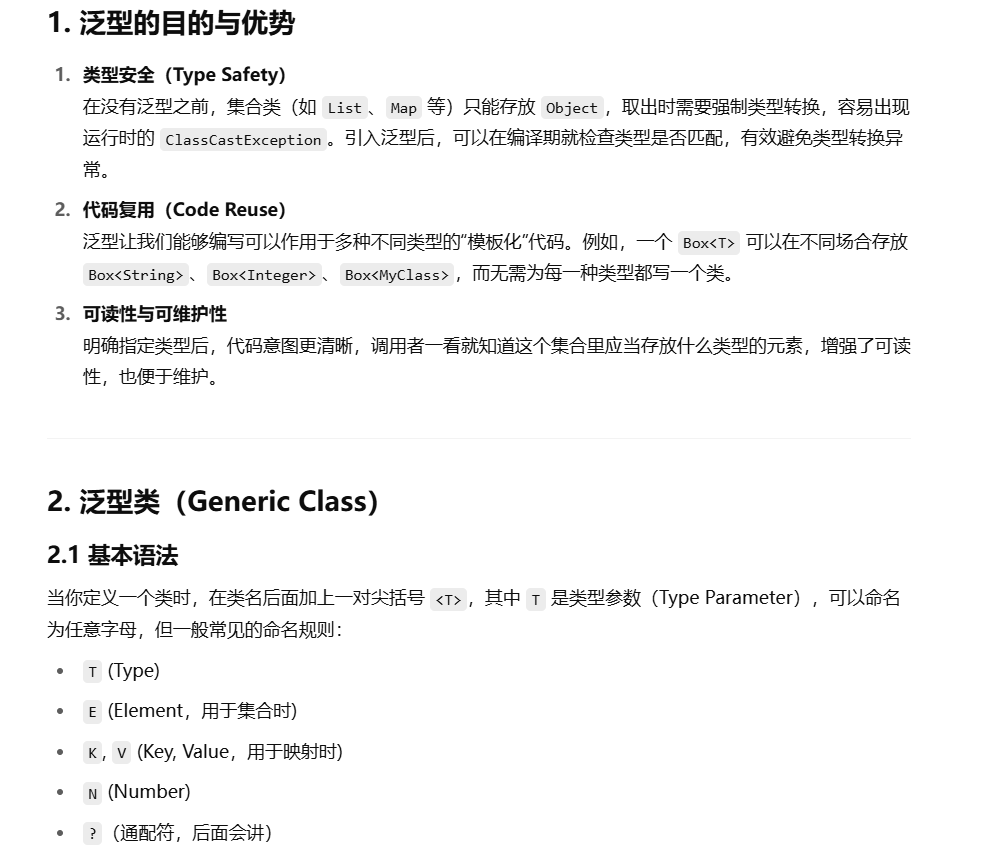 1. 泛型的目的与优势
1. 类型安全（Type Safety）
在没有泛型之前，集合类（如 List、Map 等）只能存放 Object，取出时需要强制类型转换，容易出现
运行时的 ClassCastException。引入泛型后，可以在编译期就检查类型是否匹配，有效避免类型转换异
常。
2. 代码复用（Code Reuse）
泛型让我们能够编写可以作用于多种不同类型的“模板化”代码。例如，一个 Box<T> 可以在不同场合存放
Box<String>、Box<Integer>、Box<MyClass>，而无需为每一种类型都写一个类。
3. 可读性与可维护性
明确指定类型后，代码意图更清晰，调用者一看就知道这个集合里应当存放什么类型的元素，增强了可读
性，也便于维护。
2. 泛型类（Generic Class）
2.1 基本语法
当你定义一个类时，在类名后面加上一对尖括号 <T>，其中 T 是类型参数（Type Parameter），可以命名
为任意字母，但一般常见的命名规则：
• T (Type)
• E (Element，用于集合时)
• K, V (Key, Value，用于映射时)
• N (Number)
• ?（通配符，后面会讲）